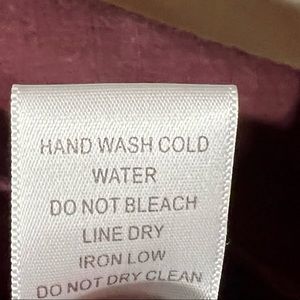 HAND WASH COLD
WATER
DO NOT BLEACH
LINE DRY
IRON LOW
DO NOT DRY CLEAN